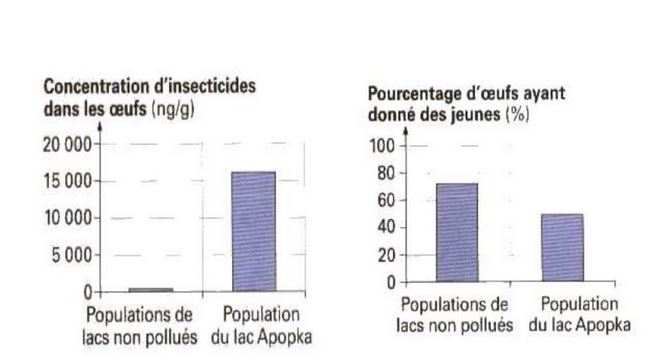 Concentration d'insecticides
dans les œufs (ng/g)
20 000
15 000
10 000
5 000
0
Populations de
lacs non pollués
Population
du lac Apopka
Pourcentage d'œufs ayant
donné des jeunes (%)
100
80
60
40
20
0
Populations de
lacs non pollués
Population
du lac Apopka